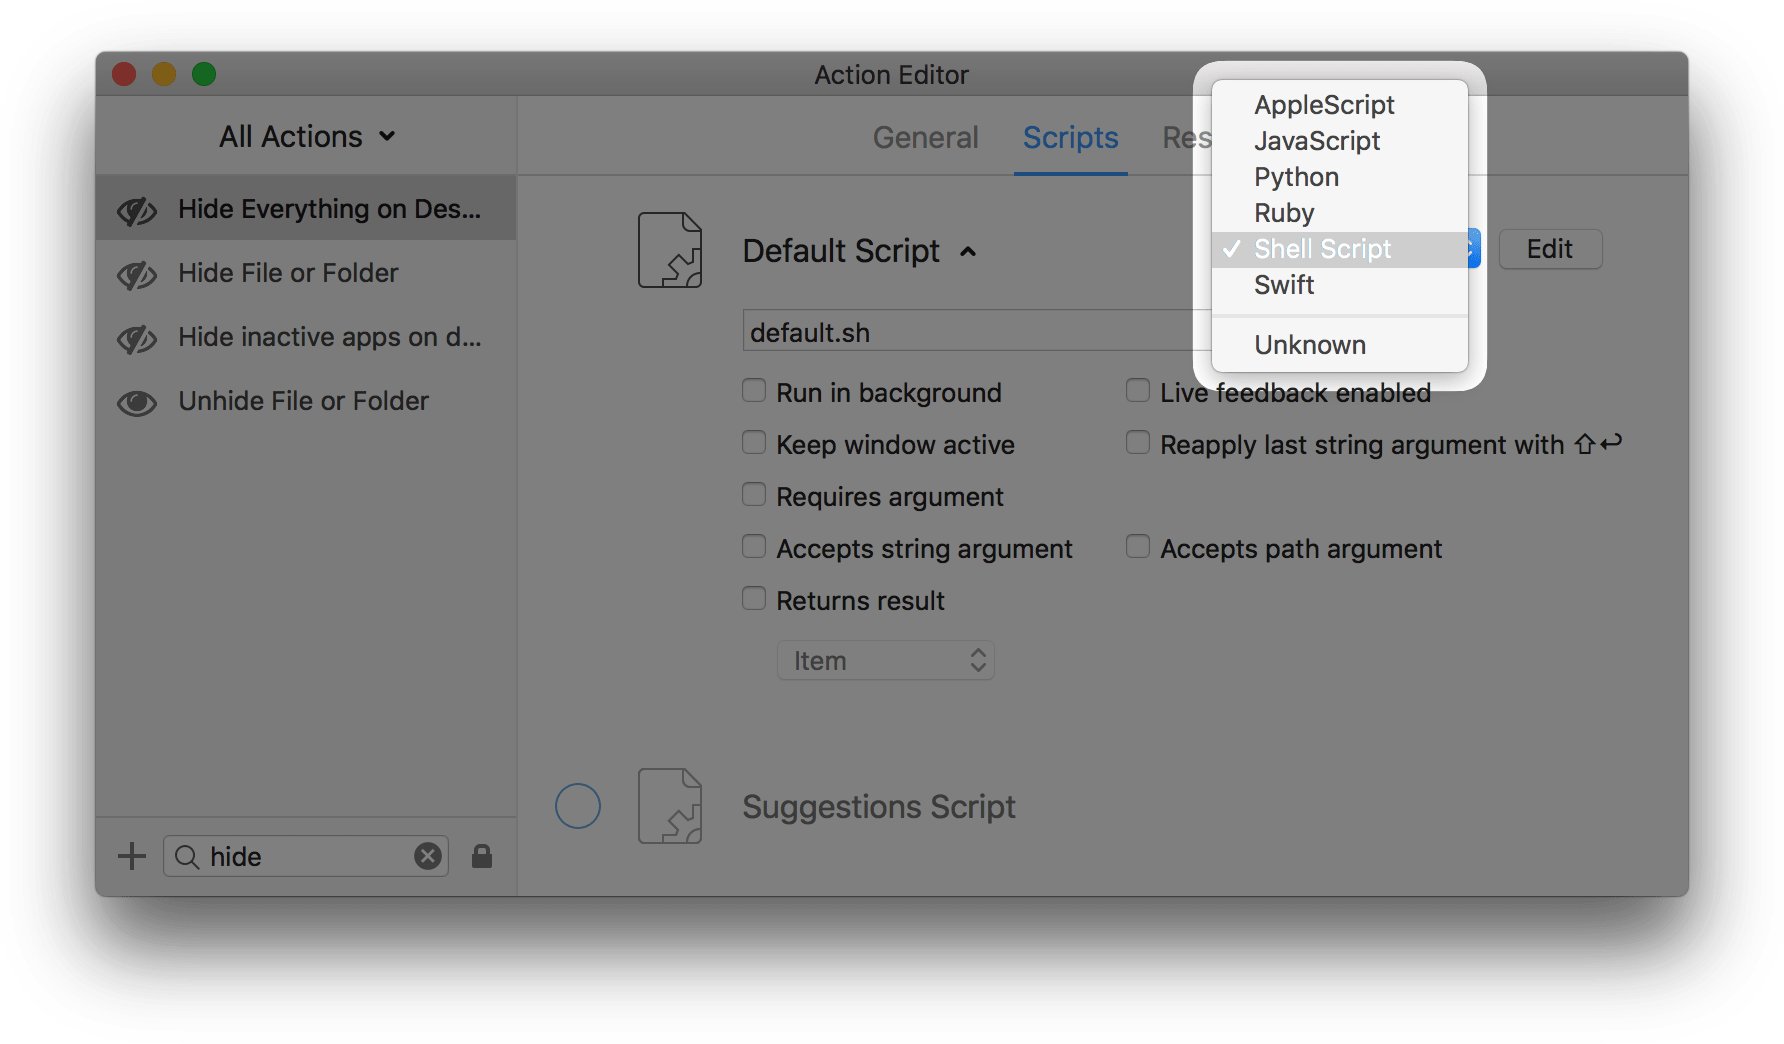 Action Editor
All Actions
General Scripts Res
Hide Everything on Des...
Hide File or Folder
Hide inactive apps on d...
Unhide File or Folder
hide
Default Script
Edit
default.sh
AppleScript
JavaScript
Python
Ruby
✓ Shell Script
Swift
Unknown
Run in background
Live feedback enabled
Keep window active
Reapply last string argument with ⇧↩
Requires argument
Accepts string argument
Accepts path argument
Returns result
Item
Suggestions Script